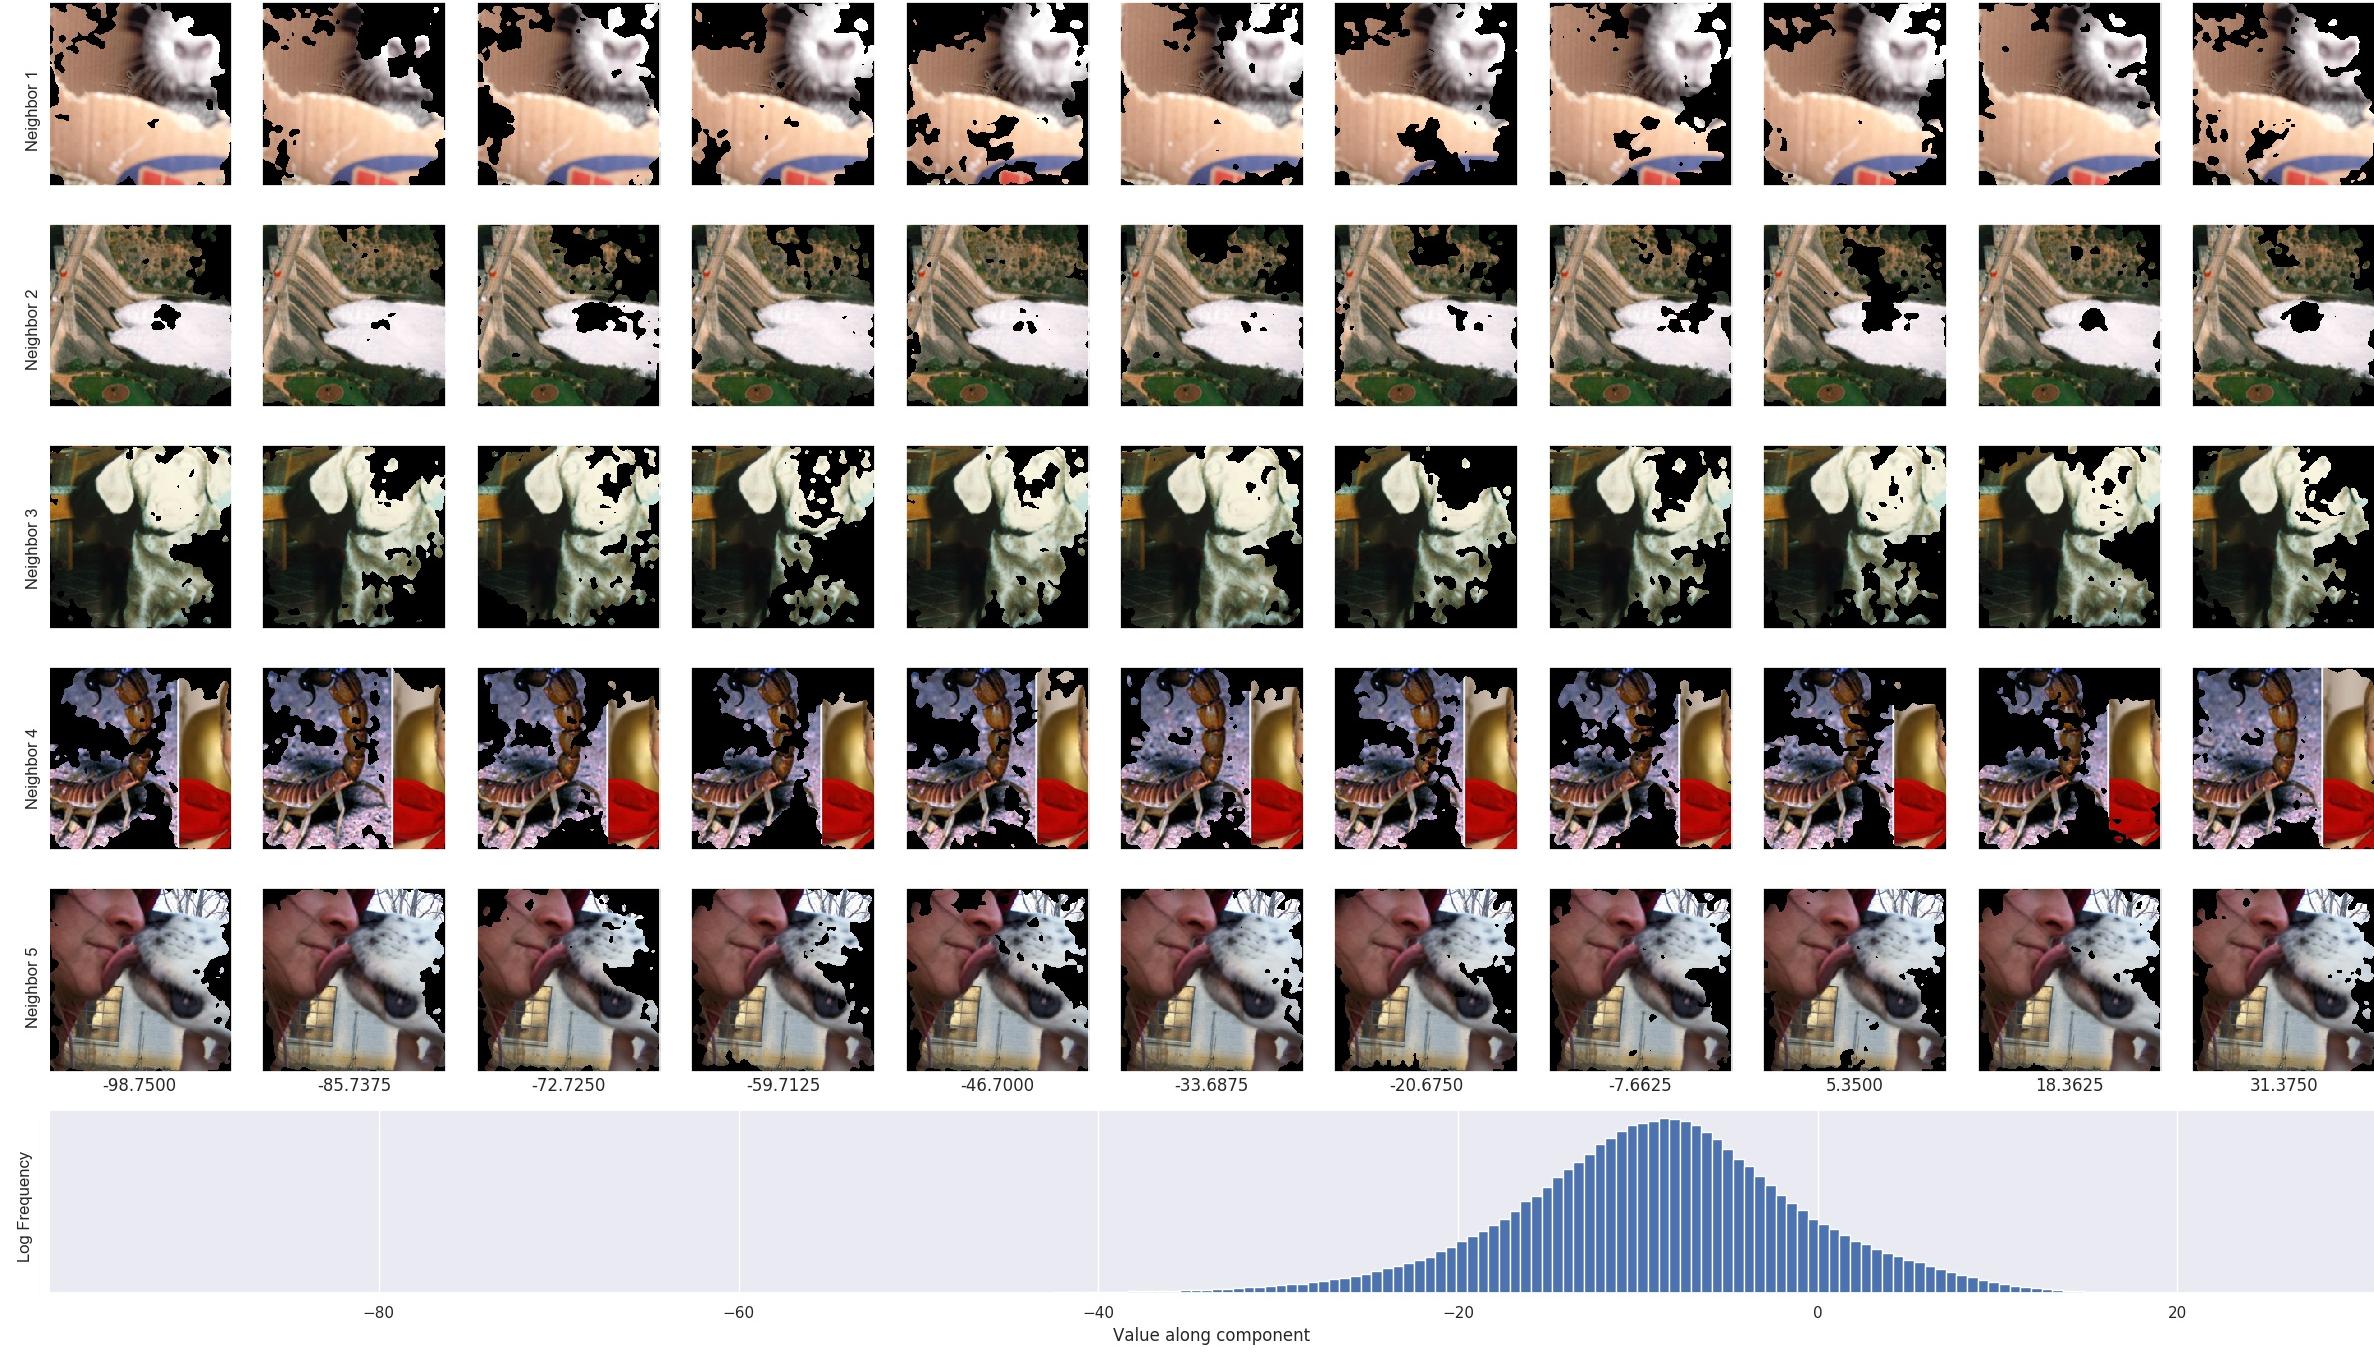 Neighbor 1
Neighbor 2
Neighbor 3
Neighbor 4
Neighbor 5
-98.7500 -85.7375 -72.7250 -59.7125 -46.7000 -33.6875 -20.6750 -7.6625 5.3500 18.3625 31.3750
Log Frequency
−80 −60 −40 −20 0 20
Value along component